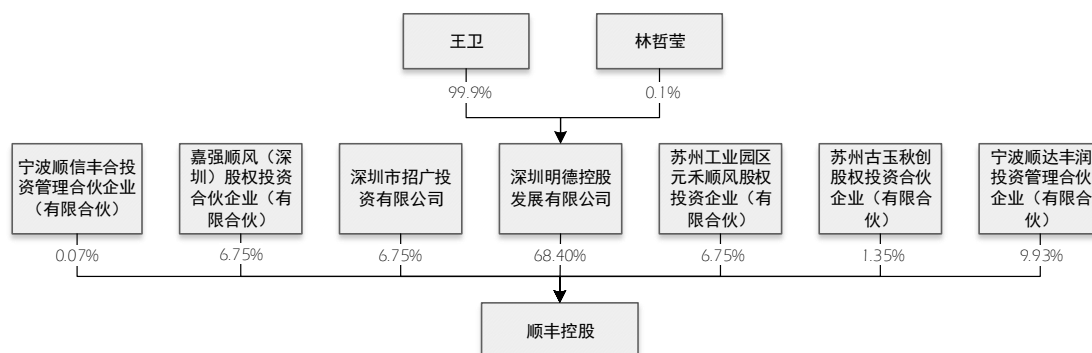 王卫
林哲莹
99.9%
0.1%
宁波顺信丰合投
资管理合伙企业
（有限合伙）
嘉强顺风（深
圳）股权投资
合伙企业（有
限合伙）
深圳市招广投
资有限公司
深圳明德控股
发展有限公司
苏州工业园区
元禾顺风股权
投资企业（有
限合伙）
苏州古玉秋创
股权投资合伙
企业（有限合
伙）
宁波顺达丰润
投资管理合伙
企业（有限合
伙）
0.07%
6.75%
6.75%
68.40%
6.75%
1.35%
9.93%
顺丰控股